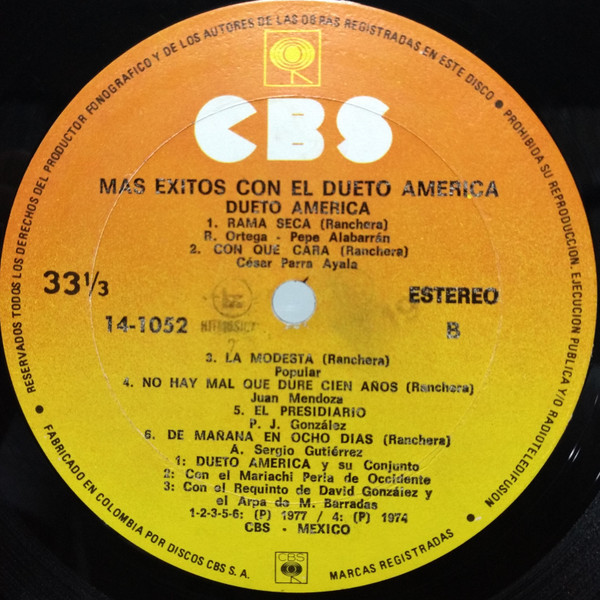 RESERVADOS TODOS LOS DERECHOS DEL PRODUCTOR FONOGRAFICO Y DE LOS AUTORES DE LAS OBRAS REGISTRADAS EN ESTE DISCO • PROHIBIDA SU REPRODUCCION, EJECUCION PUBLICA Y/O RADIOTELEDIFUSION
CBS
MAS EXITOS CON EL DUETO AMERICA
DUETO AMERICA
1. RAMA SECA (Ranchera)
R. Ortega - Pepe Alabarrán
2. CON QUE CARA (Ranchera)
César Parra Ayala
33 1/3
ESTEREO
14-1052
B
3. LA MODESTA (Ranchera)
Popular
4. NO HAY MAL QUE DURE CIEN AÑOS (Ranchera)
Juan Mendoza
5. EL PRESIDIARIO
P. J. González
6. DE MAÑANA EN OCHO DIAS (Ranchera)
A. Sergio Gutiérrez
1: DUETO AMERICA y su Conjunto
2: Con el Mariachi Perla de Occidente
3: Con el Requinto de David González y
el Arpa de M. Barradas
1-2-3-5-6: (P) 1977 / 4: (P) 1974
CBS - MEXICO
CBS
• FABRICADO EN COLOMBIA POR DISCOS CBS S. A.
MARCAS REGISTRADAS •